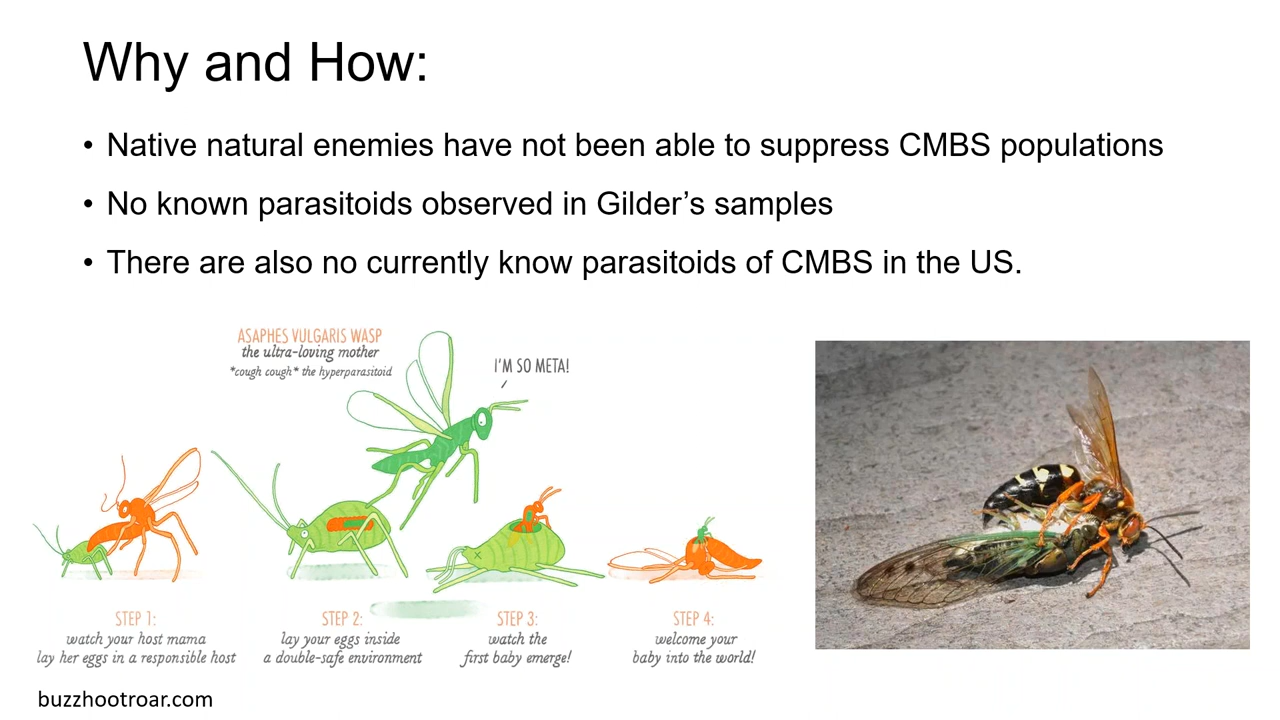 Why and How:
• Native natural enemies have not been able to suppress CMBS populations
• No known parasitoids observed in Gilder’s samples
• There are also no currently know parasitoids of CMBS in the US.
ASAPHES VULGARIS WASP
the ultra-loving mother
*cough cough* the hyperparasitoid
I'M SO META!
STEP 1:
watch your host mama
lay her eggs in a responsible host
STEP 2:
lay your eggs inside
a double-safe environment
STEP 3:
watch the
first baby emerge!
STEP 4:
welcome your
baby into the world!
buzzhootroar.com